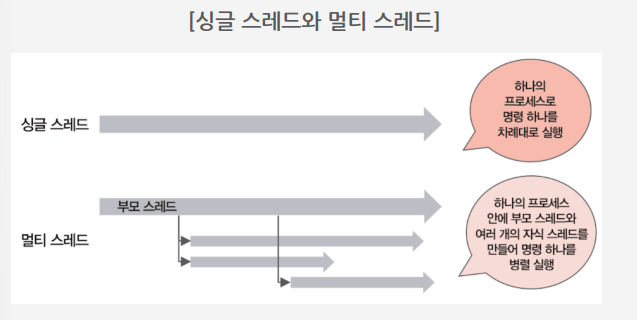 [싱글 스레드와 멀티 스레드]
싱글 스레드
하나의
프로세스로
명령 하나를
차례대로 실행
부모 스레드
멀티 스레드
하나의 프로세스
안에 부모 스레드와
여러 개의 자식 스레드를
만들어 명령 하나를
병렬 실행